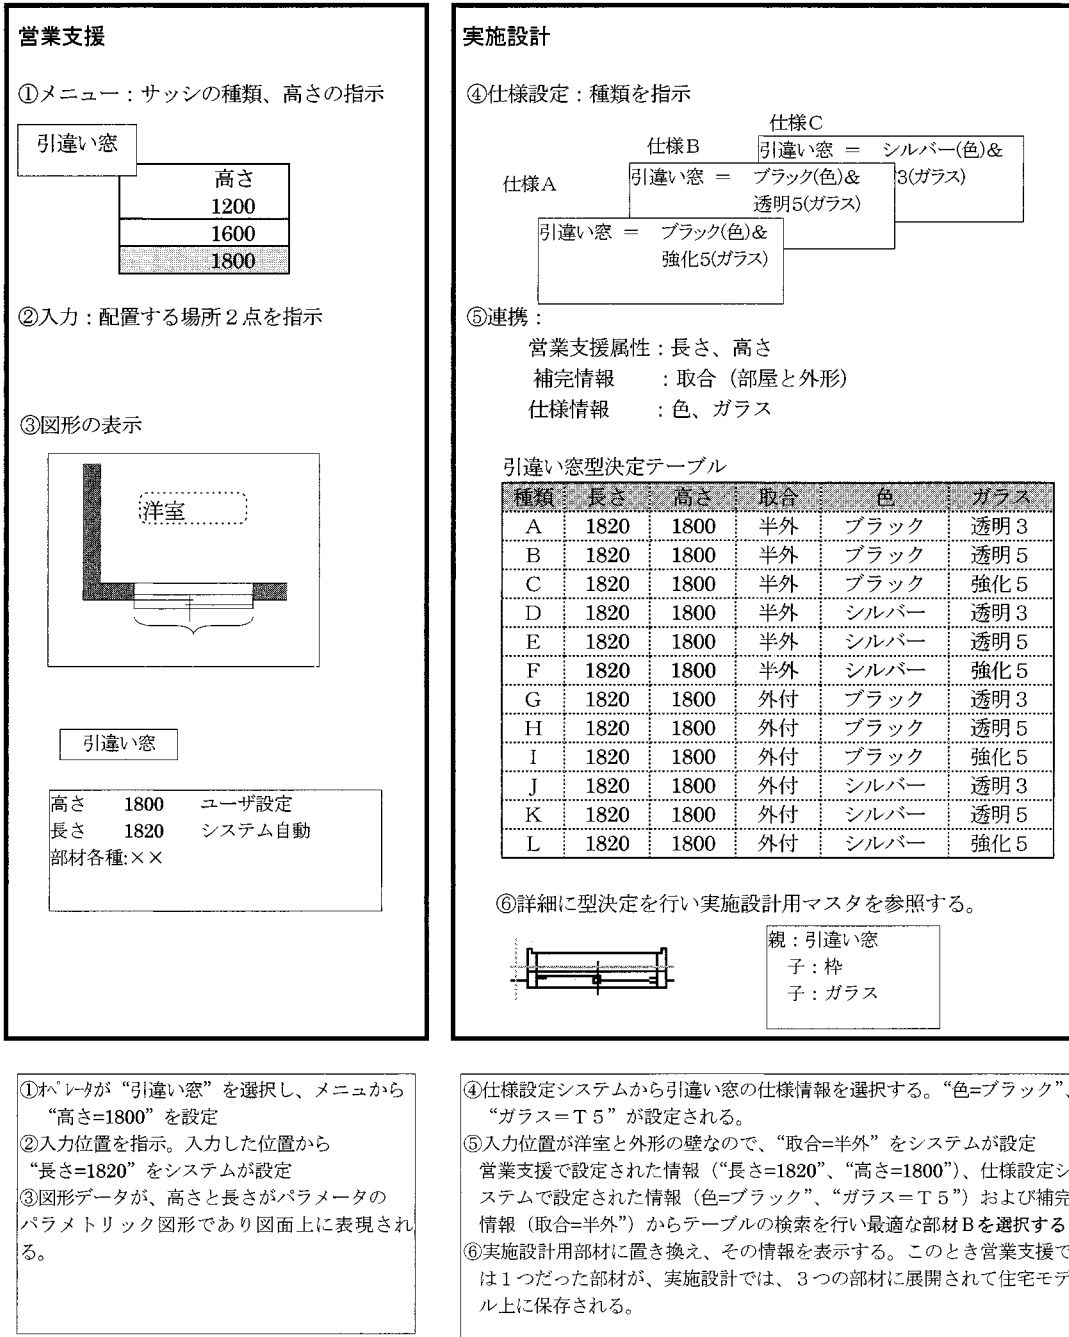 営業支援
①メニュー：サッシの種類、高さの指示
引違い窓
高さ
1200
1600
1800
②入力：配置する場所２点を指示
③図形の表示
洋室
引違い窓
高さ 1800 ユーザ設定
長さ 1820 システム自動
部材各種:××
実施設計
④仕様設定：種類を指示
仕様C
引違い窓 ＝ シルバー(色)&
3(ガラス)
仕様B
引違い窓 ＝ ブラック(色)&
透明5(ガラス)
仕様A
引違い窓 ＝ ブラック(色)&
強化5(ガラス)
⑤連携：
営業支援属性：長さ、高さ
補完情報 ：取合（部屋と外形）
仕様情報 ：色、ガラス
引違い窓型決定テーブル
種類 長さ 高さ 取合 色 ガラス
A 1820 1800 半外 ブラック 透明３
B 1820 1800 半外 ブラック 透明５
C 1820 1800 半外 ブラック 強化５
D 1820 1800 半外 シルバー 透明３
E 1820 1800 半外 シルバー 透明５
F 1820 1800 半外 シルバー 強化５
G 1820 1800 外付 ブラック 透明３
H 1820 1800 外付 ブラック 透明５
I 1820 1800 外付 ブラック 強化５
J 1820 1800 外付 シルバー 透明３
K 1820 1800 外付 シルバー 透明５
L 1820 1800 外付 シルバー 強化５
⑥詳細に型決定を行い実施設計用マスタを参照する。
親：引違い窓
子：枠
子：ガラス
①ｵﾍﾟﾚｰﾀが“引違い窓”を選択し、メニュから
“高さ=1800”を設定
②入力位置を指示。入力した位置から
“長さ=1820”をシステムが設定
③図形データが、高さと長さがパラメータの
パラメトリック図形であり図面上に表現され
る。
④仕様設定システムから引違い窓の仕様情報を選択する。“色=ブラック”、
“ガラス＝Ｔ５”が設定される。
⑤入力位置が洋室と外形の壁なので、“取合=半外”をシステムが設定
営業支援で設定された情報（“長さ=1820”、“高さ=1800”）、仕様設定シ
ステムで設定された情報（色=ブラック”、“ガラス＝Ｔ５”）および補完
情報（取合=半外”）からテーブルの検索を行い最適な部材Ｂを選択する
⑥実施設計用部材に置き換え、その情報を表示する。このとき営業支援で
は１つだった部材が、実施設計では、３つの部材に展開されて住宅モデ
ル上に保存される。